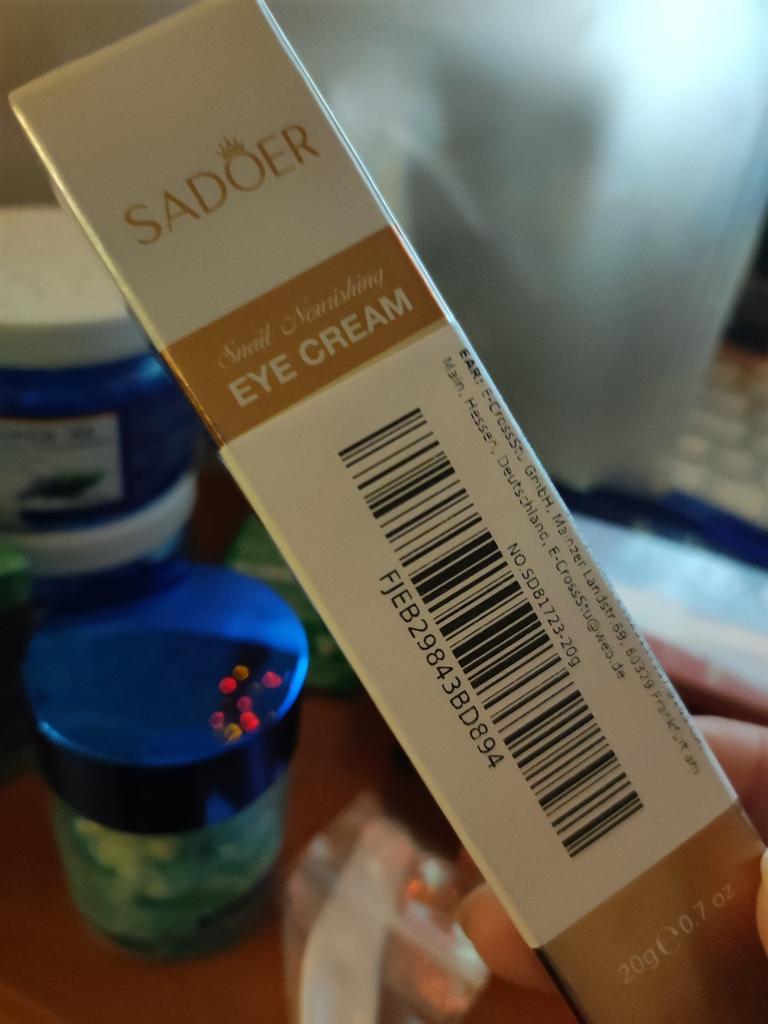 SADOER
Snail Nourishing
EYE CREAM
EAR: E-CrossStu GmbH, Mainzer Landstr.69, 60329 Frankfurt am
Main, Hessen, Deutschland, E-CrossStu@web.de
NO.SD81723-20g
FJEB29843BD894
20g℮0.7 oz